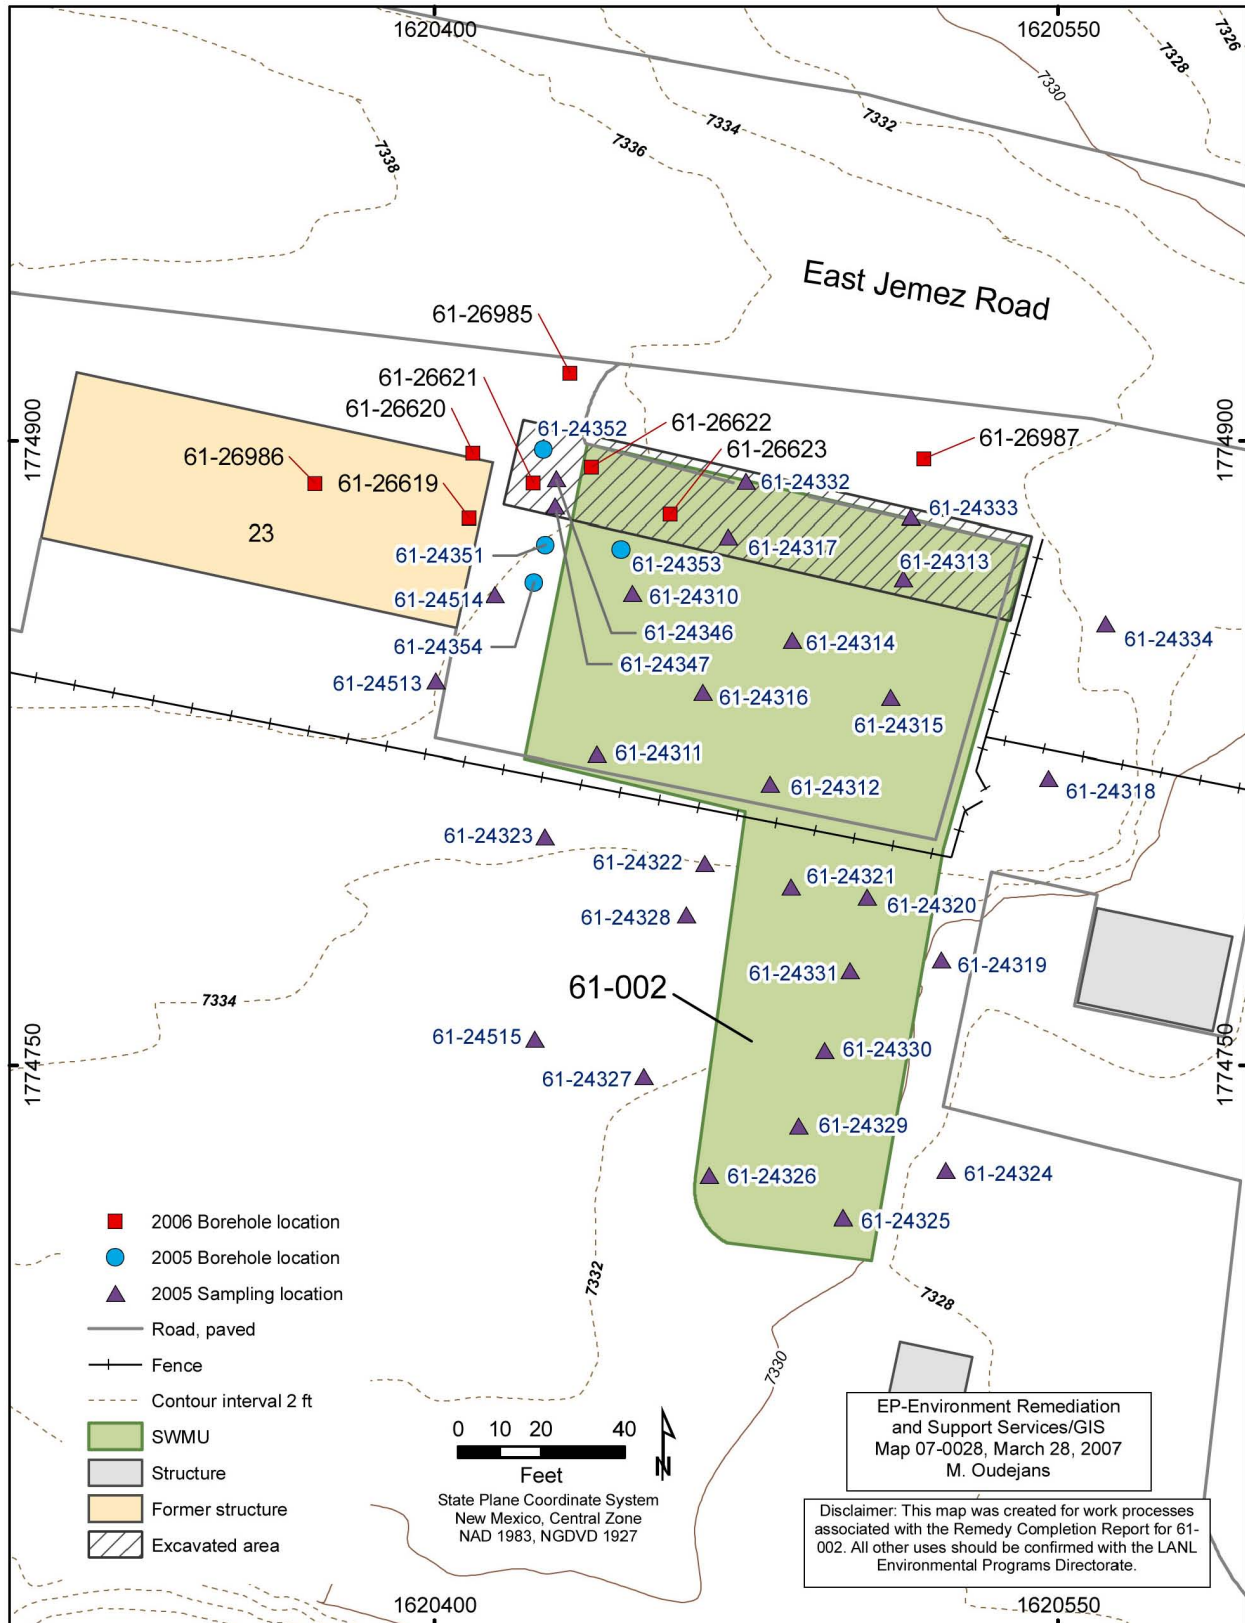 1620400
1620550
7326
7328
7330
7332
7334
7336
7338
East Jemez Road
61-26985
61-26621
61-26620
61-24352
61-26622
61-26623
61-26987
1774900
1774900
61-26986
61-26619
61-24332
61-24333
23
61-24317
61-24351
61-24353
61-24313
61-24514
61-24310
61-24346
61-24334
61-24354
61-24314
61-24347
61-24513
61-24316
61-24315
61-24311
61-24312
61-24318
61-24323
61-24322
61-24321
61-24320
61-24328
61-24319
61-24331
61-002
7334
61-24515
61-24330
1774750
1774750
61-24327
61-24329
61-24326
61-24324
61-24325
2006 Borehole location
2005 Borehole location
2005 Sampling location
Road, paved
Fence
Contour interval 2 ft
SWMU
Structure
Former structure
Excavated area
7332
7328
7330
0 10 20 40
Feet
N
State Plane Coordinate System
New Mexico, Central Zone
NAD 1983, NGDVD 1927
EP-Environment Remediation
and Support Services/GIS
Map 07-0028, March 28, 2007
M. Oudejans
Disclaimer: This map was created for work processes
associated with the Remedy Completion Report for 61-
002. All other uses should be confirmed with the LANL
Environmental Programs Directorate.
1620400
1620550